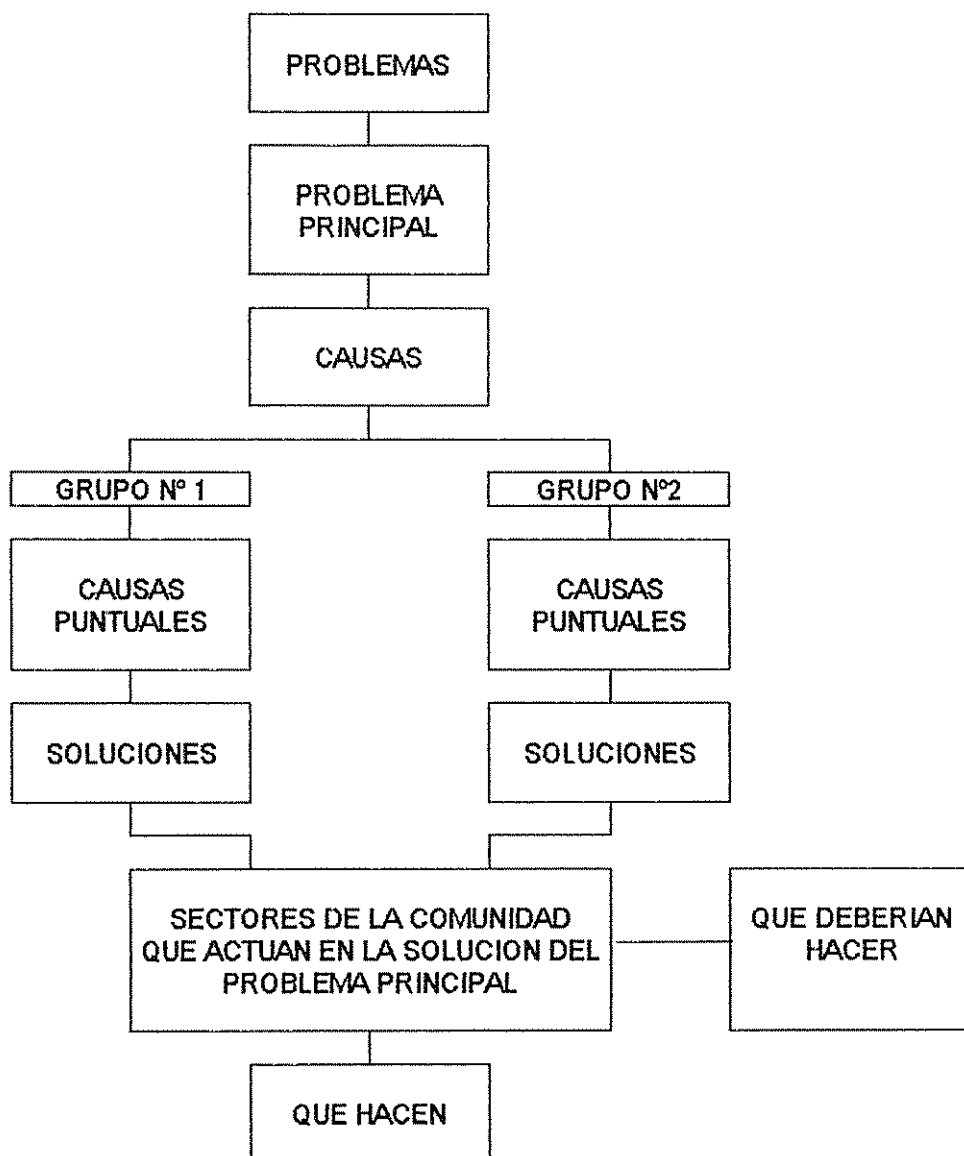 PROBLEMAS
PROBLEMA
PRINCIPAL
CAUSAS
GRUPO Nº 1
GRUPO Nº2
CAUSAS
PUNTUALES
CAUSAS
PUNTUALES
SOLUCIONES
SOLUCIONES
SECTORES DE LA COMUNIDAD
QUE ACTUAN EN LA SOLUCION DEL
PROBLEMA PRINCIPAL
QUE DEBERIAN
HACER
QUE HACEN